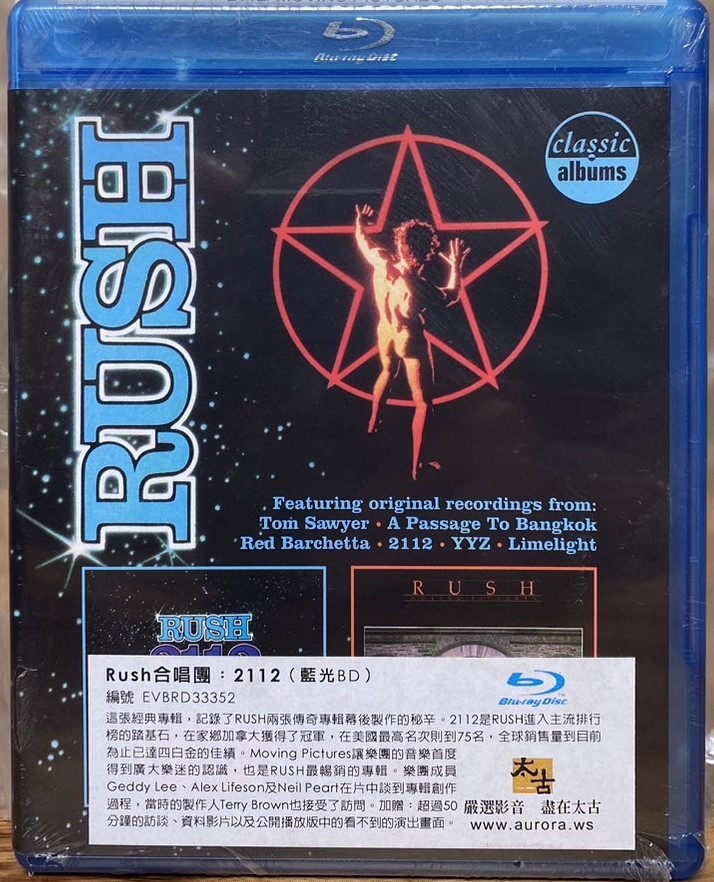 Blu-ray Disc
RUSH
classic
albums
Featuring original recordings from:
Tom Sawyer • A Passage To Bangkok
Red Barchetta • 2112 • YYZ • Limelight
RUSH
2112
RUSH
MOVING PICTURES
Rush合唱團：2112（藍光BD）
編號 EVBRD33352
Blu-ray Disc™
這張經典專輯，記錄了RUSH兩張傳奇專輯幕後製作的秘辛。2112是RUSH進入主流排行
榜的踏基石，在家鄉加拿大獲得了冠軍，在美國最高名次則到75名，全球銷售量到目前
為止已達四白金的佳績。Moving Pictures讓樂團的音樂首度
得到廣大樂迷的認識，也是RUSH最暢銷的專輯。樂團成員
Geddy Lee、Alex Lifeson及Neil Peart在片中談到專輯創作
過程，當時的製作人Terry Brown也接受了訪問。加贈：超過50
分鐘的訪談、資料影片以及公開播放版中的看不到的演出畫面。
太古
嚴選影音 盡在太古
www.aurora.ws